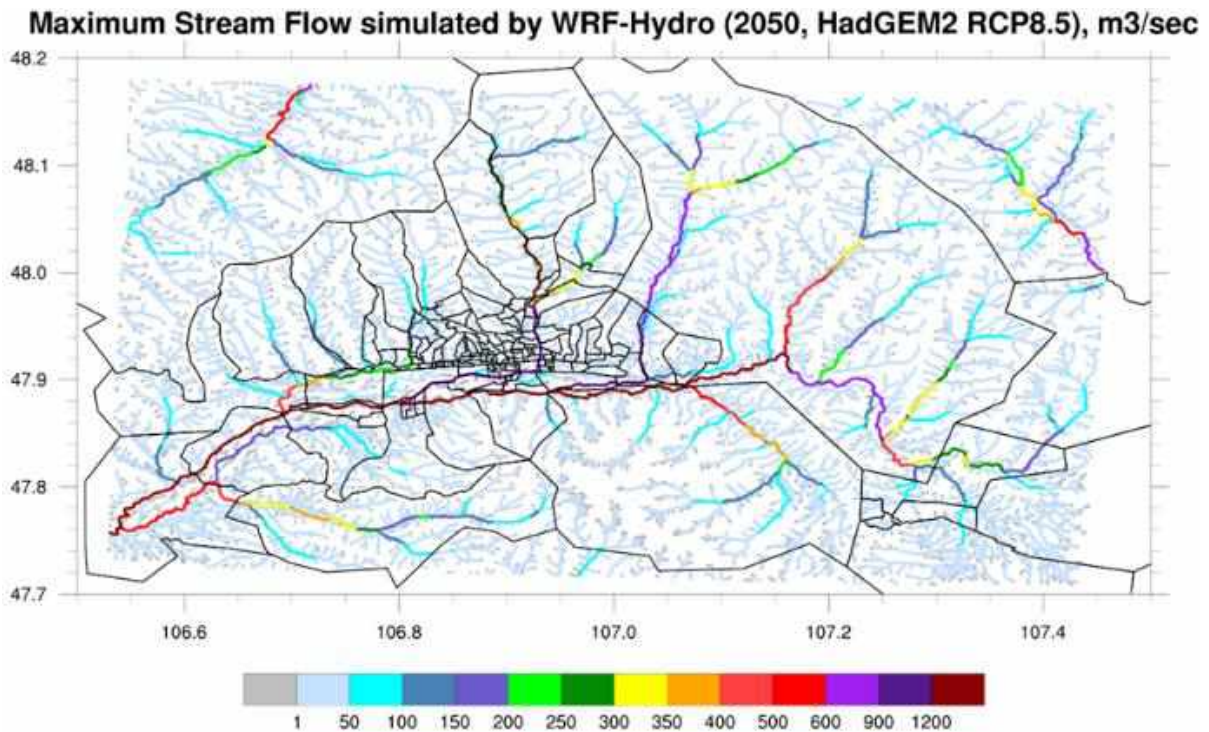 Maximum Stream Flow simulated by WRF-Hydro (2050, HadGEM2 RCP8.5), m3/sec
48.2
48.1
48.0
47.9
47.8
47.7
106.6 106.8 107.0 107.2 107.4
1 50 100 150 200 250 300 350 400 500 600 900 1200